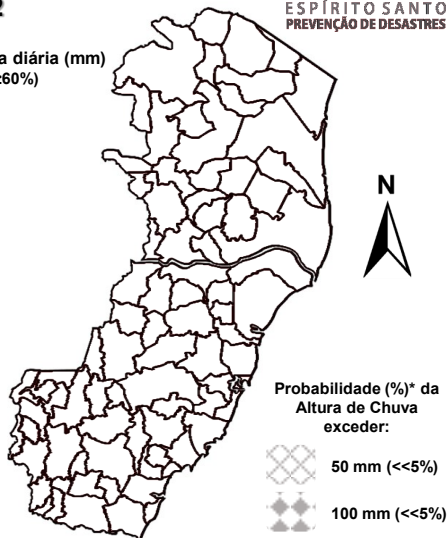 ESPÍRITO SANTO
PREVENÇÃO DE DESASTRES
diária (mm)
60%)
N
Probabilidade (%)* da
Altura de Chuva
exceder:
50 mm (<<5%)
100 mm (<<5%)